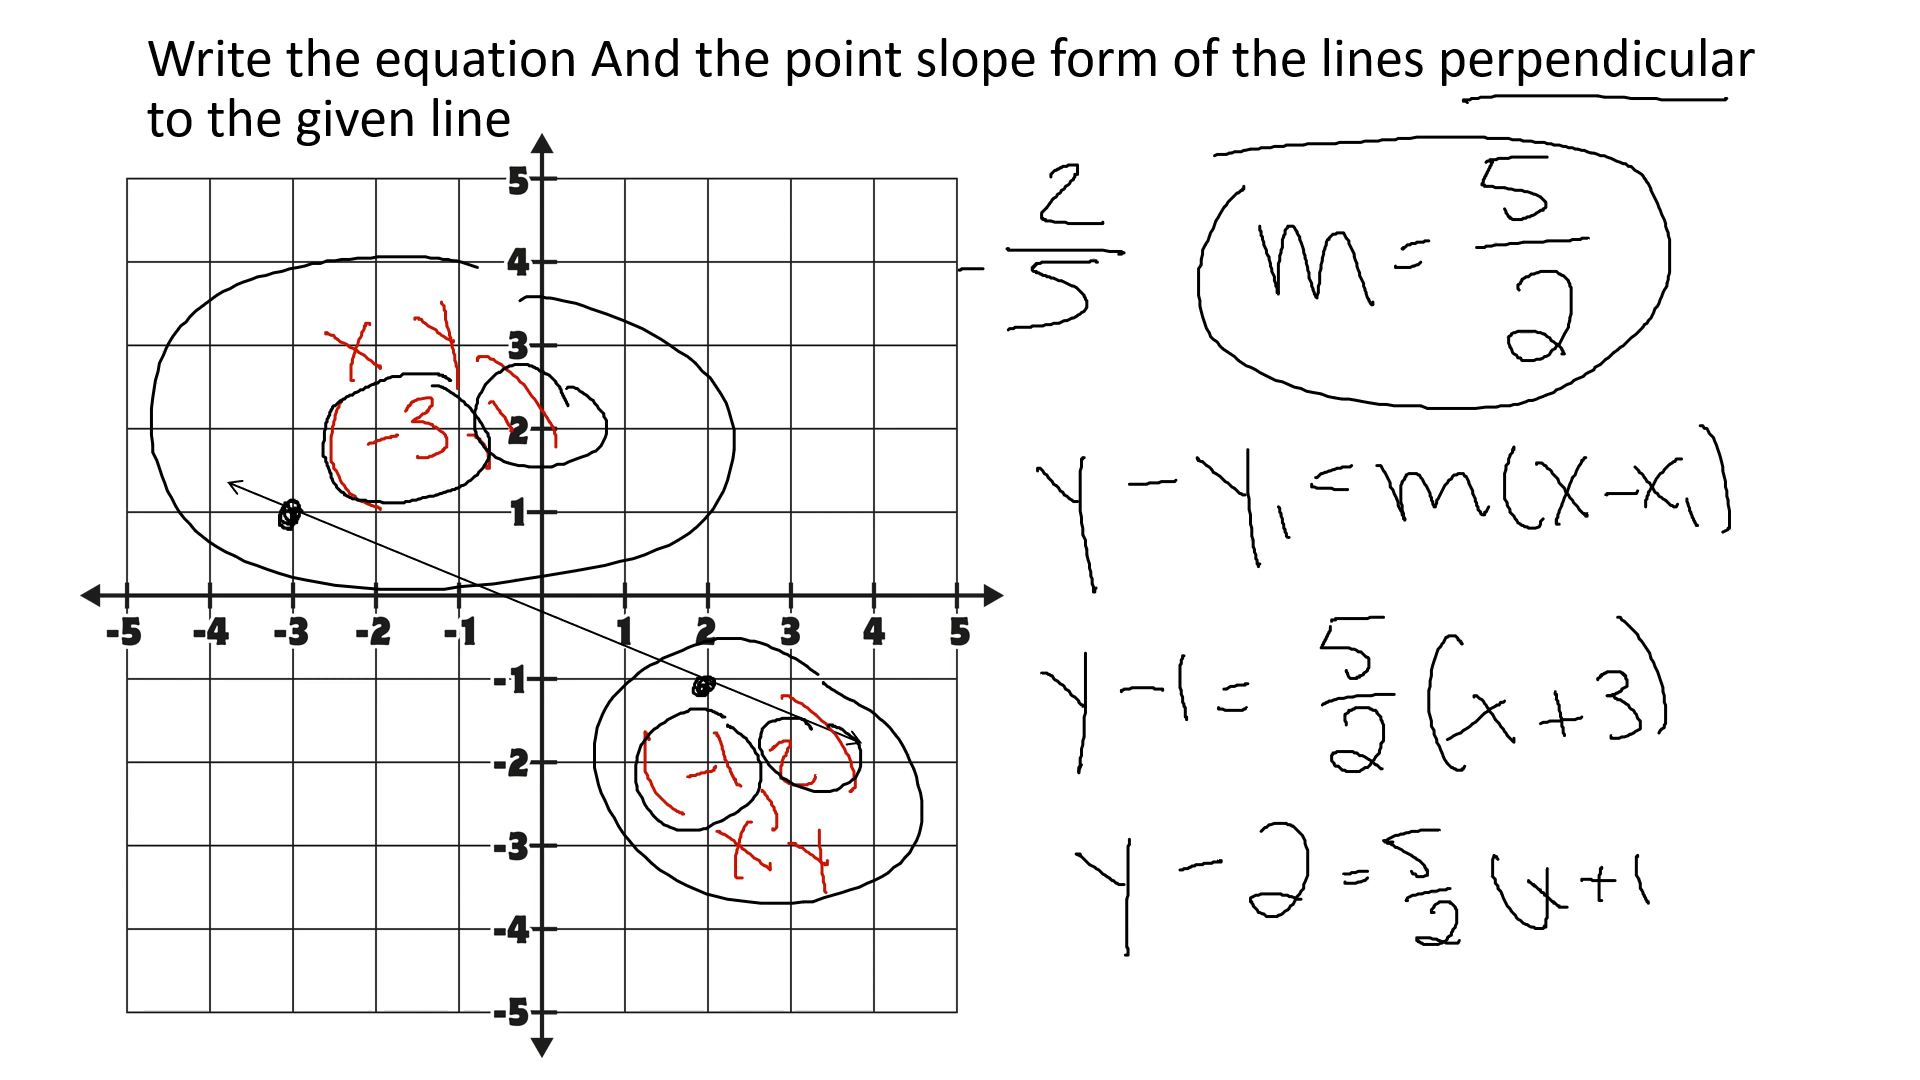 Write the equation And the point slope form of the lines perpendicular
to the given line
5
4
3
2
1
-5 -4 -3 -2 -1 1 2 3 4 5
-1
-2
-3
-4
-5
x y
(-3, 1)
(-1, 2)
x y
- 2/5
m = 5/2
y - y₁ = m(x - x₁)
y - 1 = 5/2 (x + 3)
y - 2 = 5/2 (x + 1